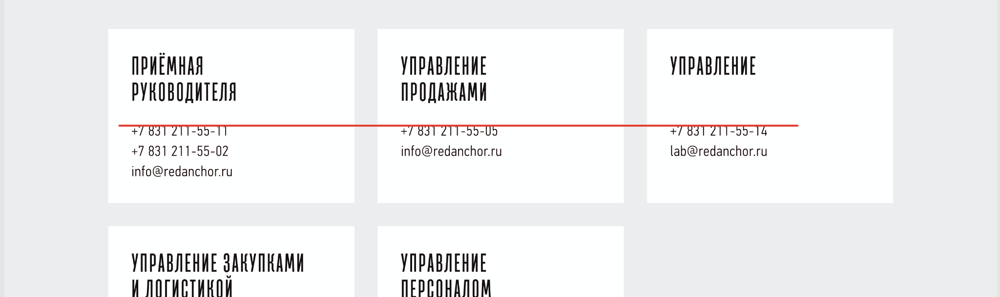 ПРИЁМНАЯ
РУКОВОДИТЕЛЯ
+7 831 211-55-11
+7 831 211-55-02
info@redanchor.ru
УПРАВЛЕНИЕ
ПРОДАЖАМИ
+7 831 211-55-05
info@redanchor.ru
УПРАВЛЕНИЕ
+7 831 211-55-14
lab@redanchor.ru
УПРАВЛЕНИЕ ЗАКУПКАМИ
И ЛОГИСТИКОЙ
УПРАВЛЕНИЕ
ПЕРСОНАЛОМ